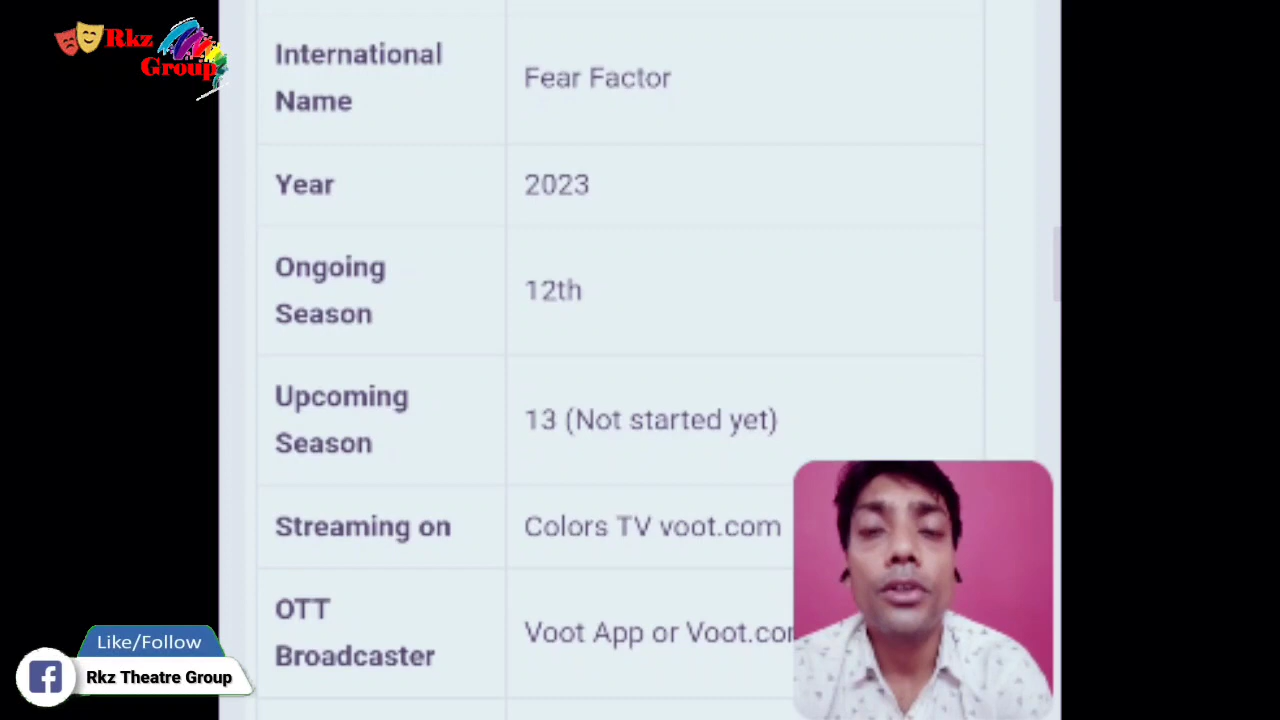 Rkz
Group
International
Name
Fear Factor
Year
2023
Ongoing
Season
12th
Upcoming
Season
13 (Not started yet)
Streaming on
Colors TV voot.com
OTT
Broadcaster
Voot App or Voot.com
Like/Follow
Rkz Theatre Group